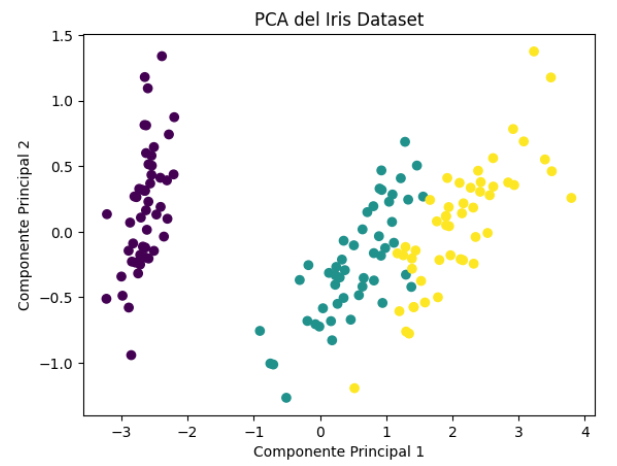 PCA del Iris Dataset
1.5
1.0
0.5
0.0
−0.5
−1.0
Componente Principal 2
−3 −2 −1 0 1 2 3 4
Componente Principal 1